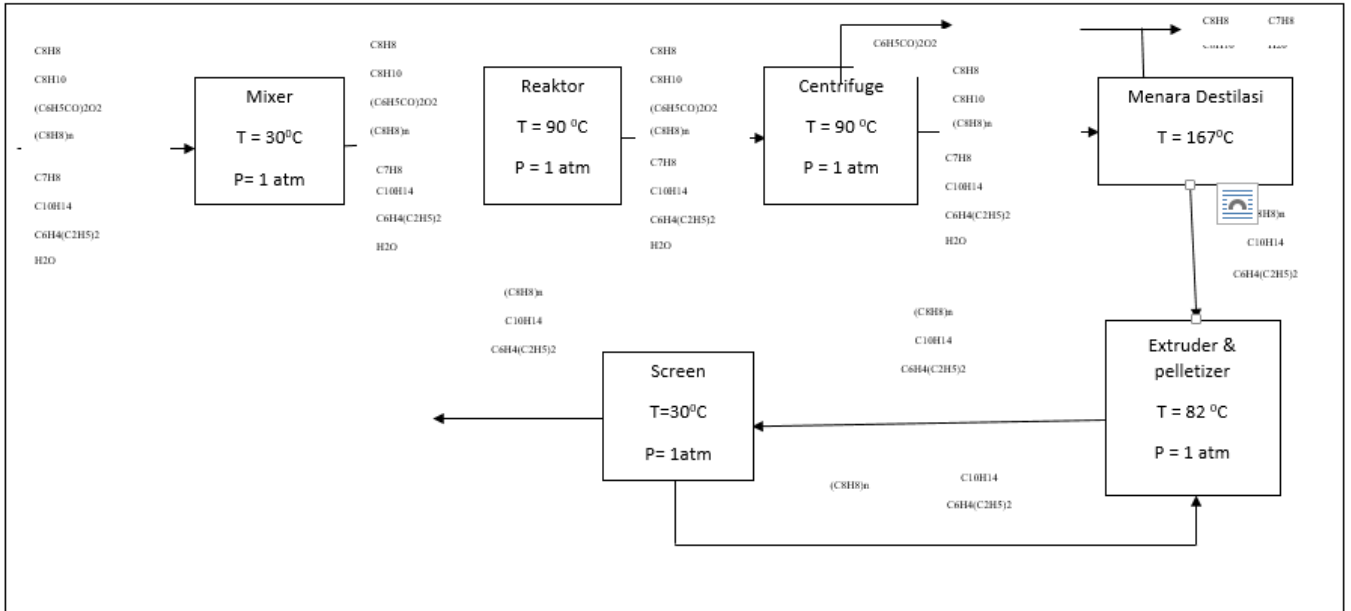 C8H8
C8H10
(C6H5CO)2O2
(C8H8)n
C7H8
C10H14
C6H4(C2H5)2
H2O
Mixer
T = 30⁰C
P= 1 atm
C8H8
C8H10
(C6H5CO)2O2
(C8H8)n
C7H8
C10H14
C6H4(C2H5)2
H2O
Reaktor
T = 90 ⁰C
P = 1 atm
C8H8
C8H10
(C6H5CO)2O2
(C8H8)n
C7H8
C10H14
C6H4(C2H5)2
H2O
Centrifuge
T = 90 ⁰C
P = 1 atm
C6H5CO)2O2
C8H8
C8H10
(C8H8)n
C7H8
C10H14
C6H4(C2H5)2
H2O
C8H8 C7H8
Menara Destilasi
T = 167⁰C
C10H14
C6H4(C2H5)2
Extruder &
pelletizer
T = 82 ⁰C
P = 1 atm
(C8H8)n
C10H14
C6H4(C2H5)2
Screen
T=30⁰C
P= 1atm
(C8H8)n
C10H14
C6H4(C2H5)2
(C8H8)n
C10H14
C6H4(C2H5)2